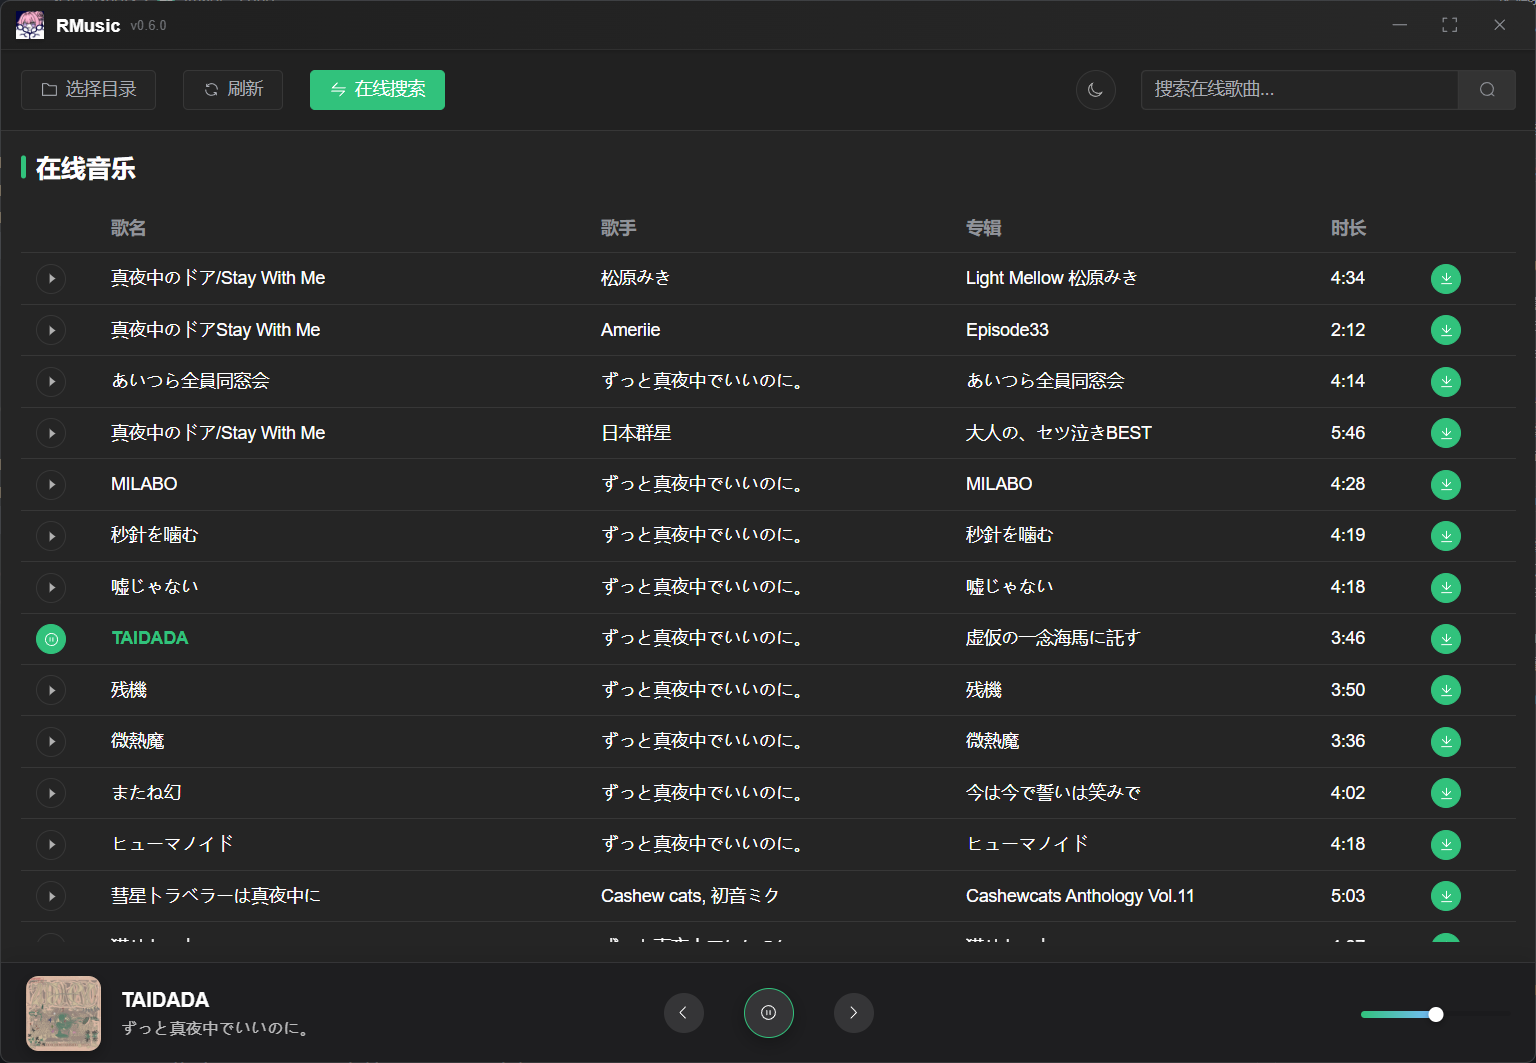 RMusic v0.6.0
选择目录 刷新 在线搜索 搜索在线歌曲...
在线音乐
歌名 歌手 专辑 时长
真夜中のドア/Stay With Me 松原みき Light Mellow 松原みき 4:34
真夜中のドアStay With Me Ameriie Episode33 2:12
あいつら全員同窓会 ずっと真夜中でいいのに。 あいつら全員同窓会 4:14
真夜中のドア/Stay With Me 日本群星 大人の、セツ泣きBEST 5:46
MILABO ずっと真夜中でいいのに。 MILABO 4:28
秒針を噛む ずっと真夜中でいいのに。 秒針を噛む 4:19
嘘じゃない ずっと真夜中でいいのに。 嘘じゃない 4:18
TAIDADA ずっと真夜中でいいのに。 虚仮の一念海馬に託す 3:46
残機 ずっと真夜中でいいのに。 残機 3:50
微熱魔 ずっと真夜中でいいのに。 微熱魔 3:36
またね幻 ずっと真夜中でいいのに。 今は今で誓いは笑みで 4:02
ヒューマノイド ずっと真夜中でいいのに。 ヒューマノイド 4:18
彗星トラベラーは真夜中に Cashew cats, 初音ミク Cashewcats Anthology Vol.11 5:03
TAIDADA
ずっと真夜中でいいのに。